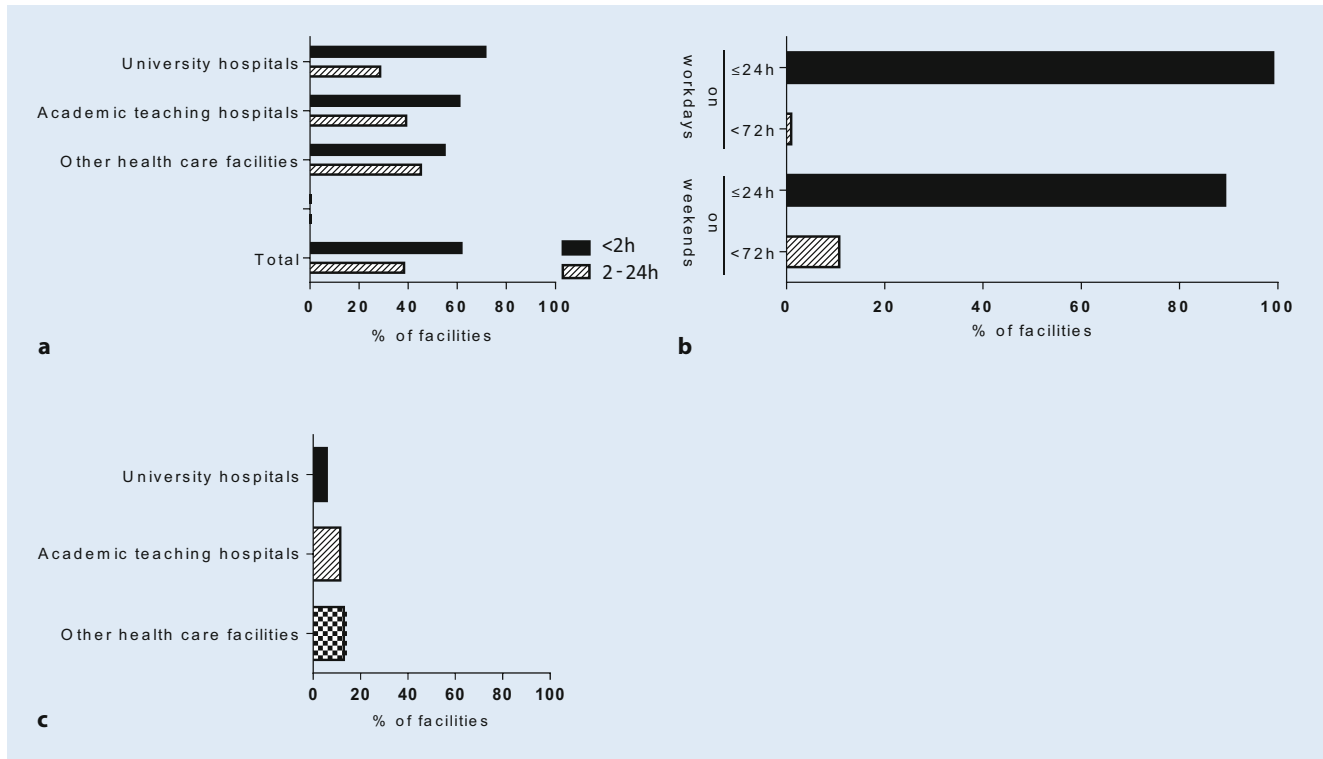 University hospitals
Academic teaching hospitals
Other health care facilities
Total
<2h
2-24h
0 20 40 60 80 100
% of facilities
a
on workdays
≤24h
<72h
on weekends
≤24h
<72h
0 20 40 60 80 100
% of facilities
b
University hospitals
Academic teaching hospitals
Other health care facilities
0 20 40 60 80 100
% of facilities
c